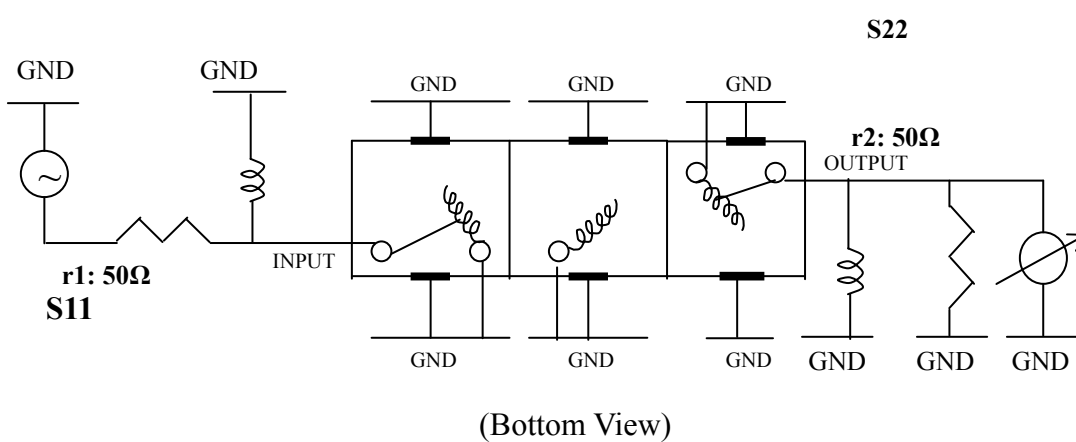 S22
GND
GND
GND
GND
GND
r2: 50Ω
OUTPUT
INPUT
r1: 50Ω
S11
GND
GND
GND
GND
GND
GND
(Bottom View)